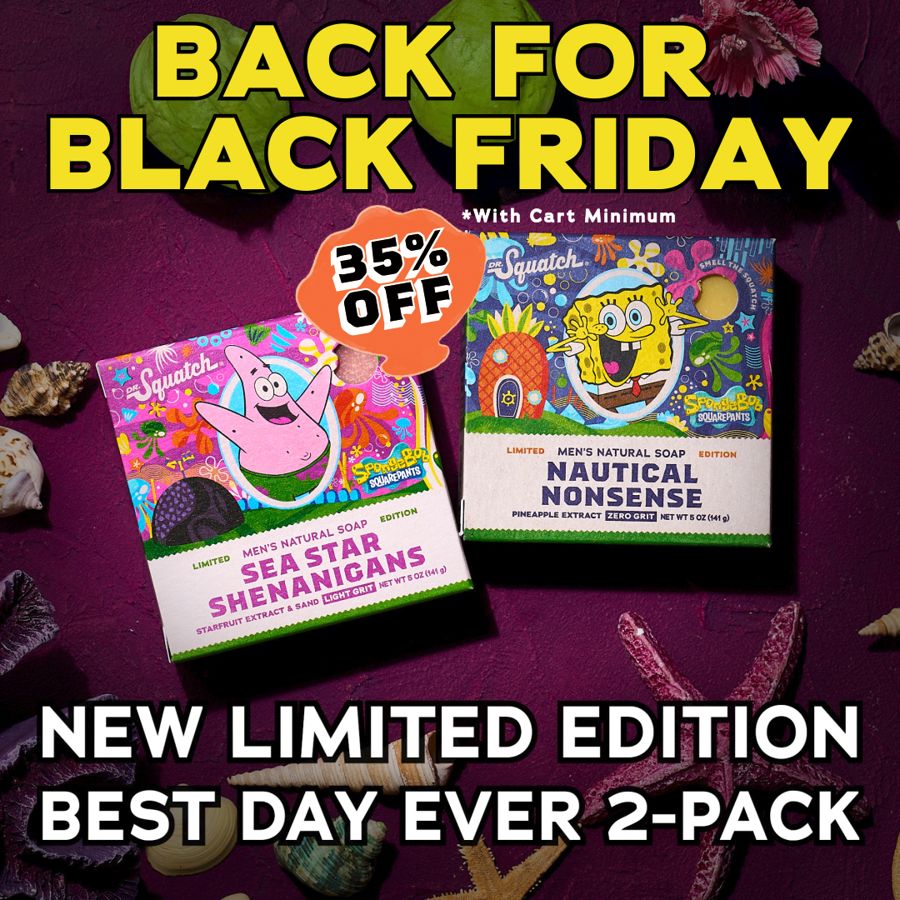 BACK FOR
BLACK FRIDAY
*With Cart Minimum
35%
OFF
DR. Squatch
SMELL THE SQUATCH
SPONGEBOB
SQUAREPANTS
LIMITED MEN'S NATURAL SOAP EDITION
NAUTICAL
NONSENSE
PINEAPPLE EXTRACT ZERO GRIT NET WT 5 OZ (141 g)
DR. Squatch
SPONGEBOB
SQUAREPANTS
LIMITED MEN'S NATURAL SOAP EDITION
SEA STAR
SHENANIGANS
STARFRUIT EXTRACT & SAND LIGHT GRIT NET WT 5 OZ (141 g)
NEW LIMITED EDITION
BEST DAY EVER 2-PACK